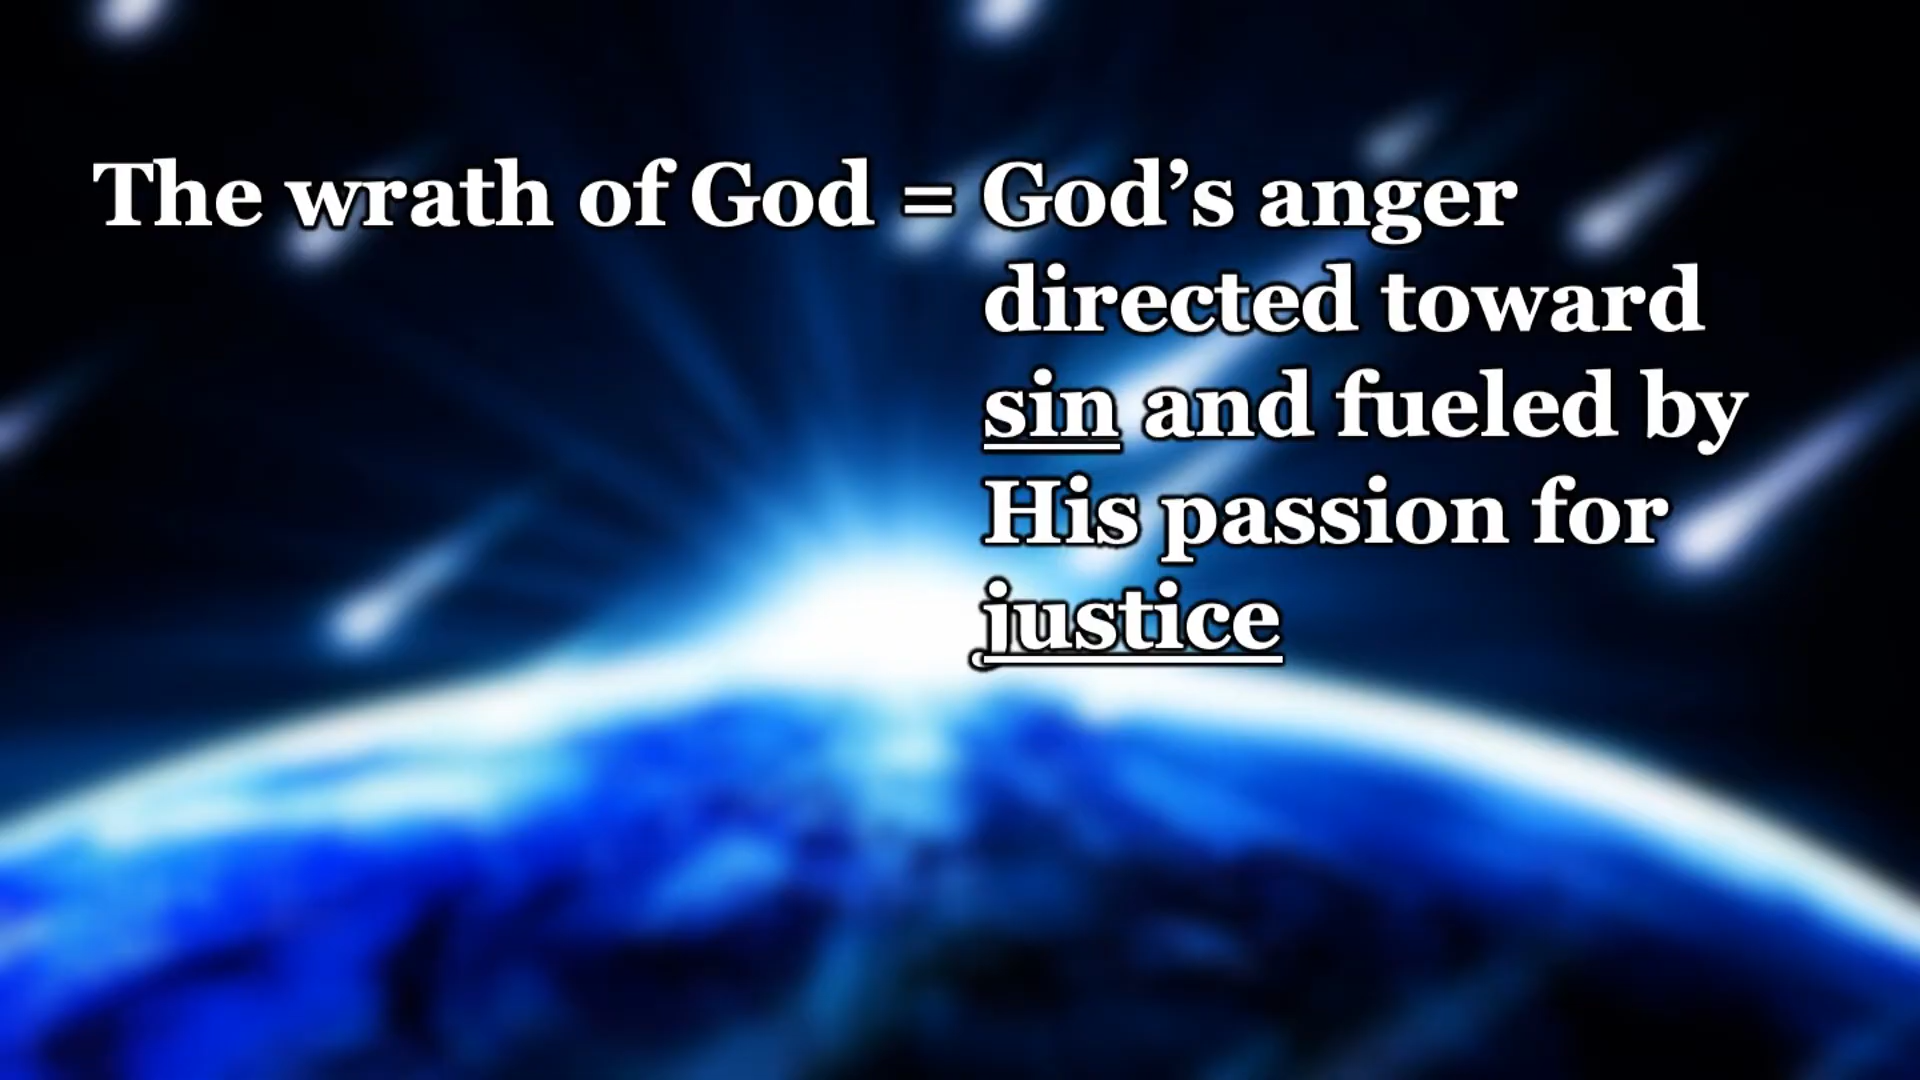 The wrath of God = God’s anger
directed toward
sin and fueled by
His passion for
justice